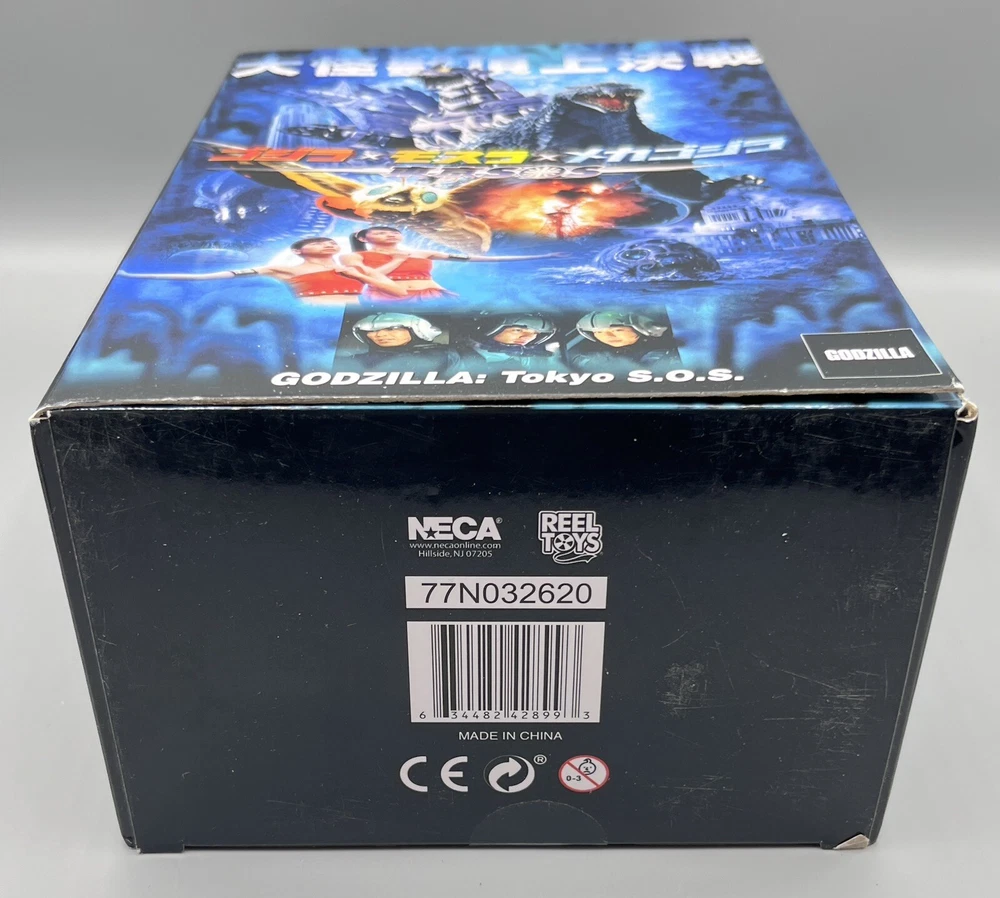 大怪獣頂上決戦
ゴジラ×モスラ×メカゴジラ
GODZILLA: Tokyo S.O.S.
GODZILLA
NECA®
www.necaonline.com
Hillside, NJ 07205
REEL TOYS
77N032620
6 34482 42899 3
MADE IN CHINA
CE ®
0-3